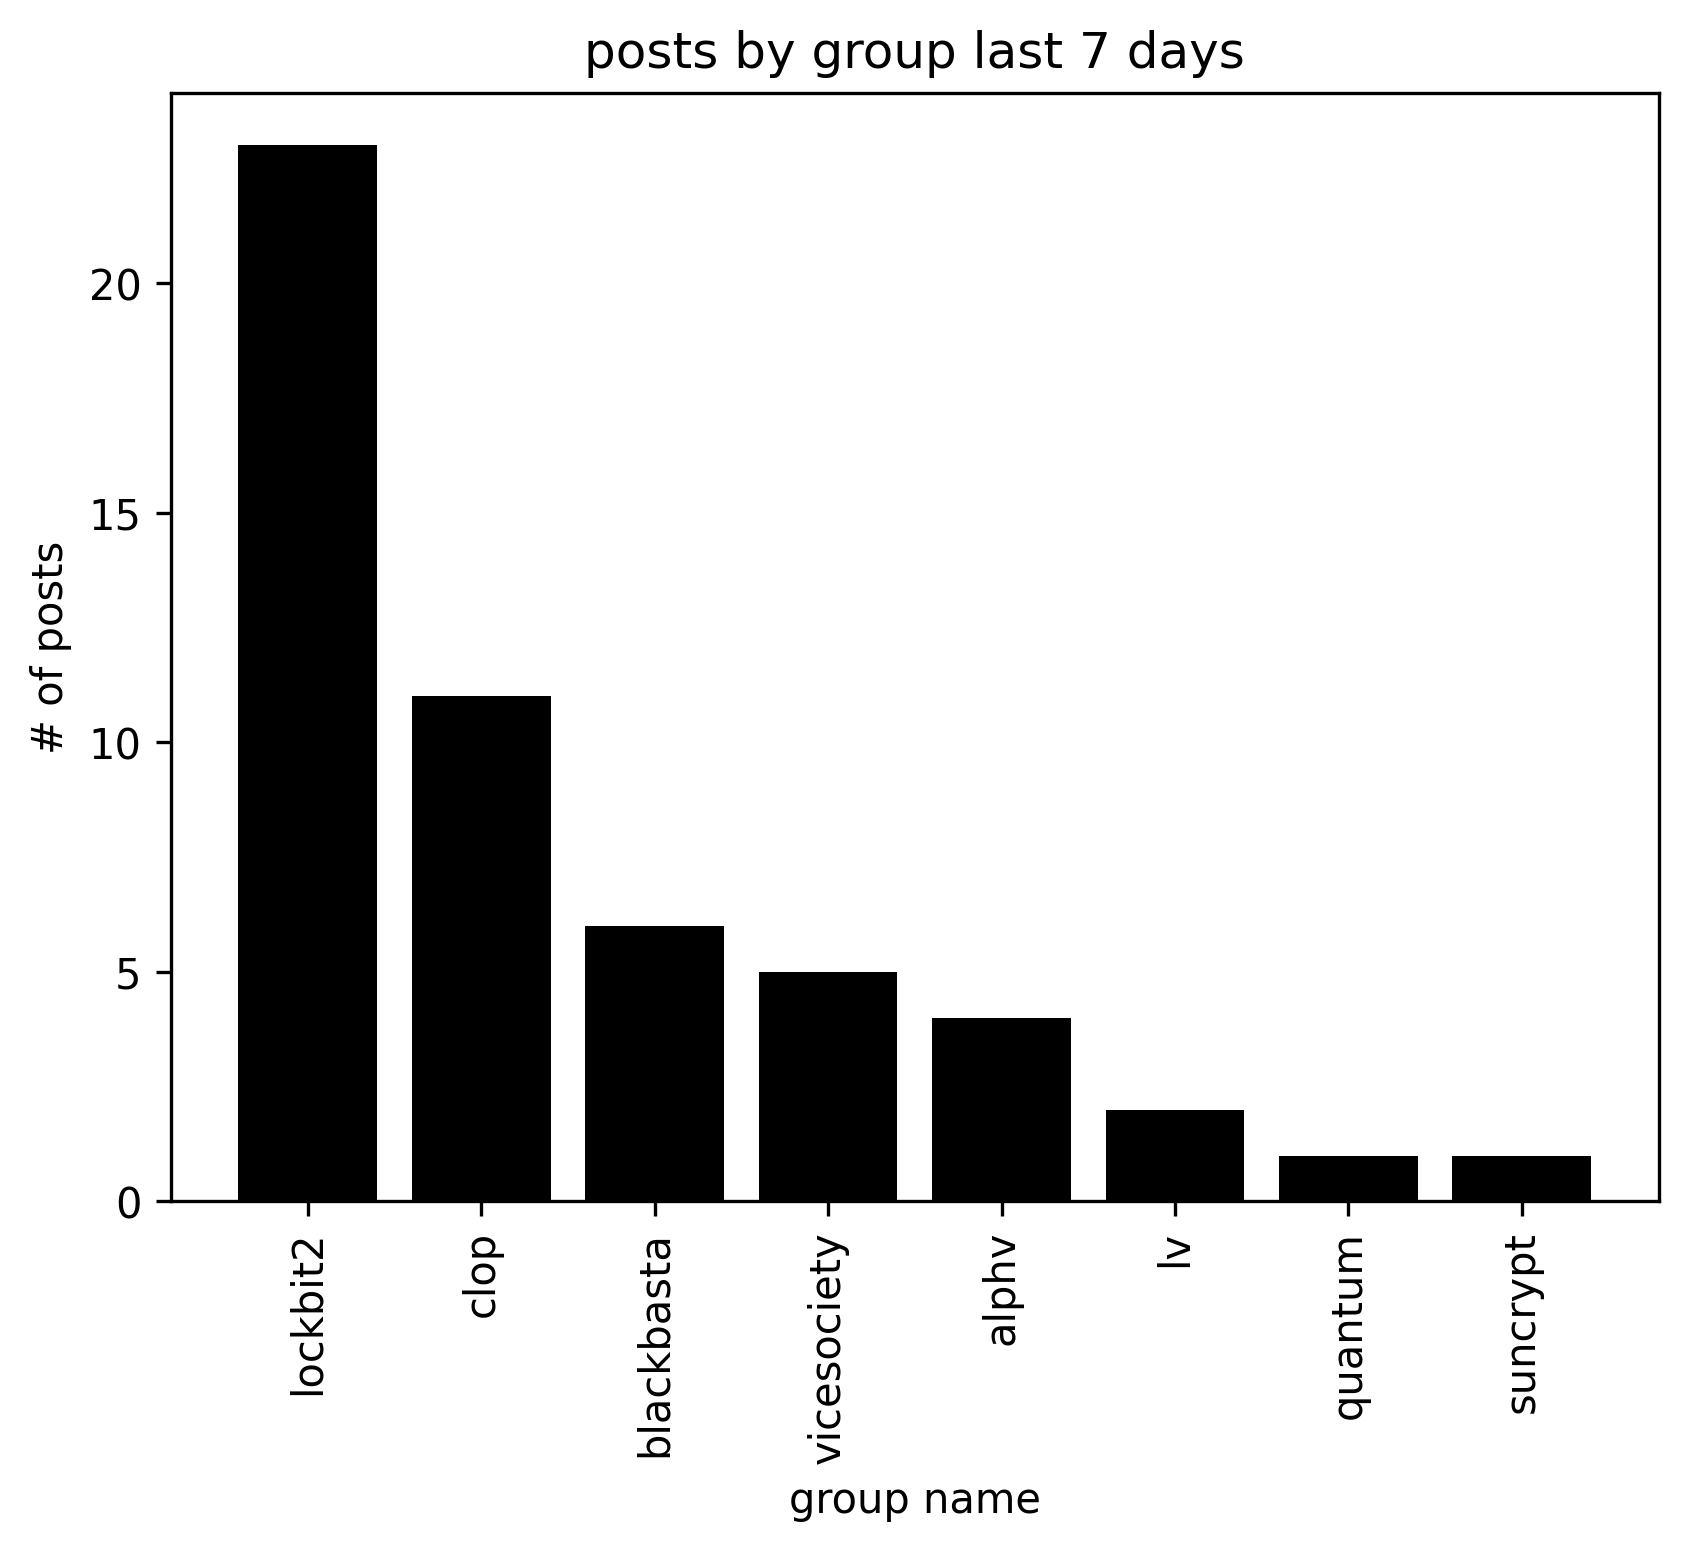 posts by group last 7 days
# of posts
20
15
10
5
0
lockbit2
clop
blackbasta
vicesociety
alphv
lv
quantum
suncrypt
group name